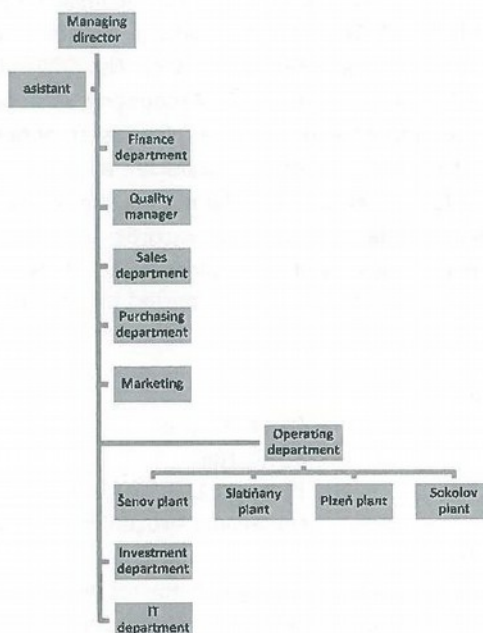 Managing
director
asistant
Finance
department
Quality
manager
Sales
department
Purchasing
department
Marketing
Operating
department
Šenov plant
Slatiňany
plant
Plzeň plant
Sokolov
plant
Investment
department
IT
department